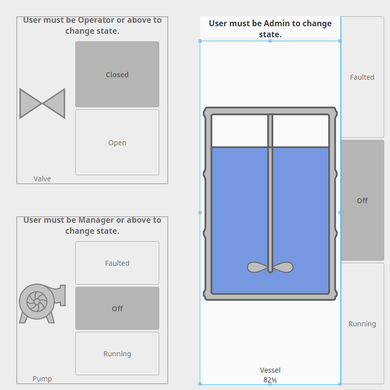 User must be Operator or above to
change state.
Closed
Open
Valve
User must be Manager or above to
change state.
Faulted
Off
Running
Pump
User must be Admin to change
state.
Faulted
Off
Running
Vessel
82%